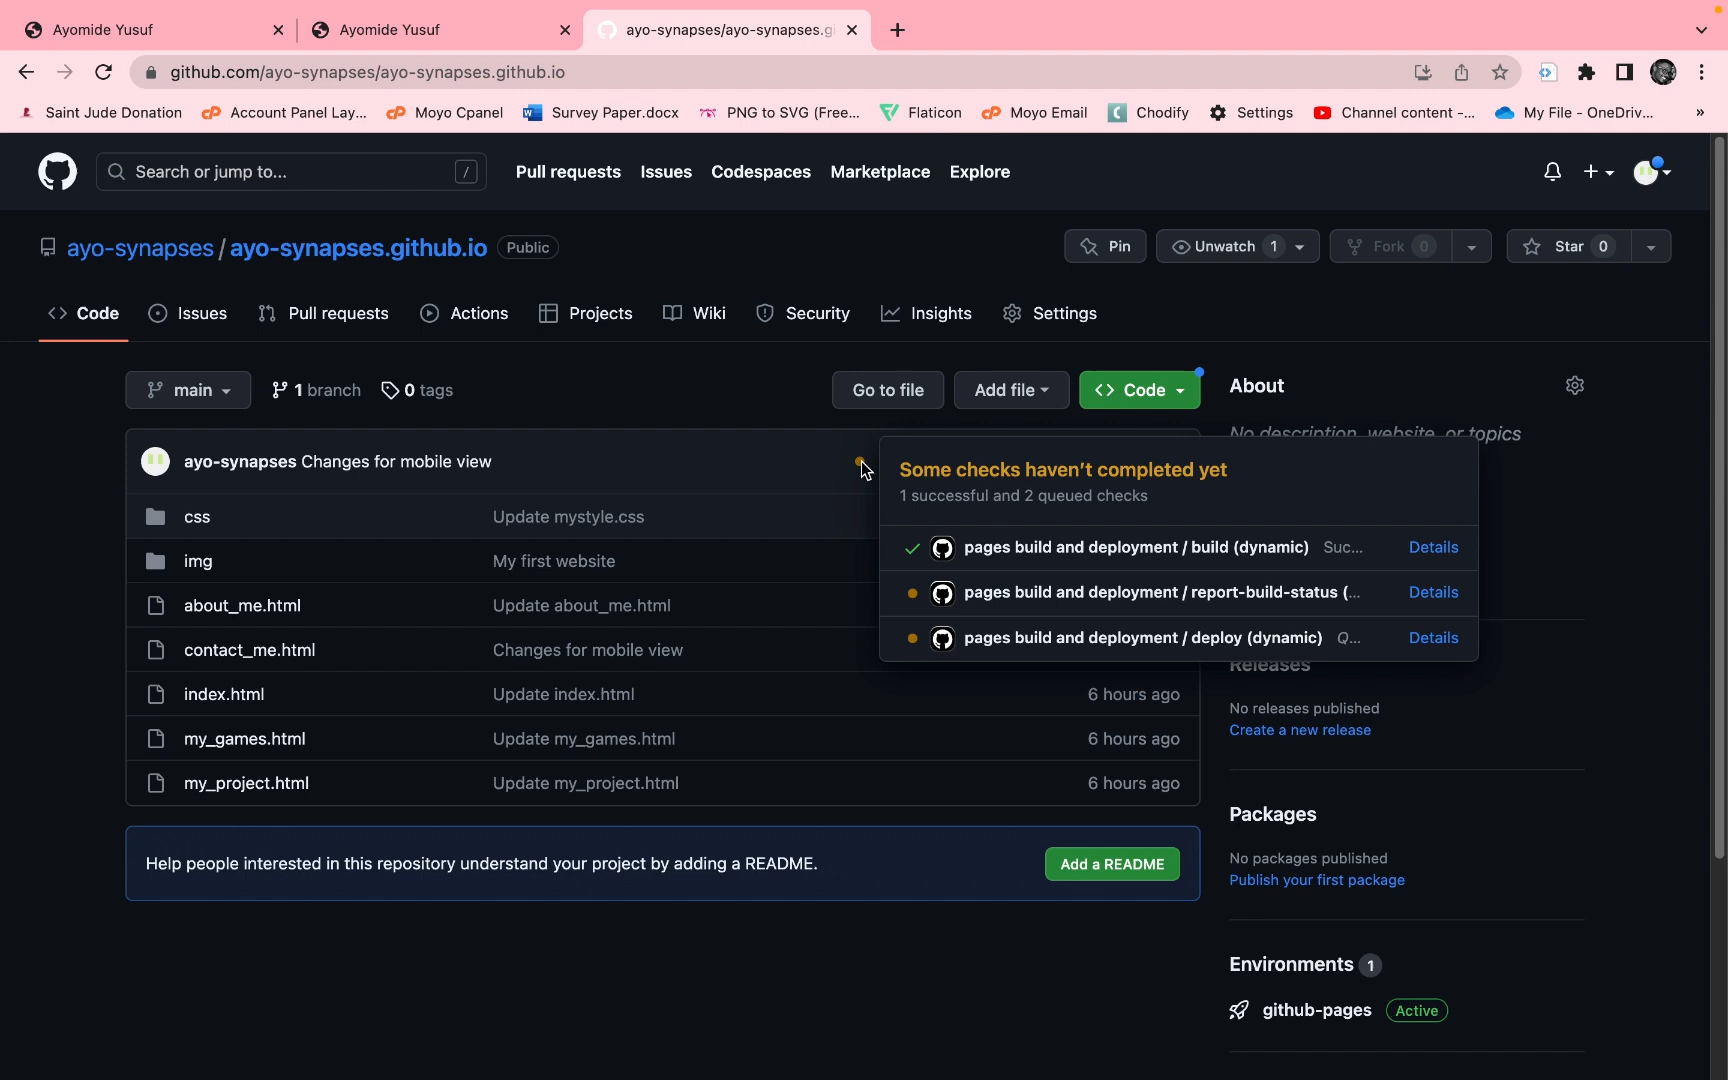 Ayomide Yusuf
Ayomide Yusuf
ayo-synapses/ayo-synapses.gi
github.com/ayo-synapses/ayo-synapses.github.io
Saint Jude Donation
Account Panel Lay...
Moyo Cpanel
Survey Paper.docx
PNG to SVG (Free...
Flaticon
Moyo Email
Chodify
Settings
Channel content -...
My File - OneDriv...
»
Search or jump to... /
Pull requests
Issues
Codespaces
Marketplace
Explore
ayo-synapses / ayo-synapses.github.io Public
Pin
Unwatch 1
Fork 0
Star 0
Code
Issues
Pull requests
Actions
Projects
Wiki
Security
Insights
Settings
main
1 branch
0 tags
Go to file
Add file
Code
About
No description, website, or topics
ayo-synapses Changes for mobile view
Some checks haven't completed yet
1 successful and 2 queued checks
pages build and deployment / build (dynamic) Suc... Details
pages build and deployment / report-build-status (... Details
pages build and deployment / deploy (dynamic) Q... Details
css Update mystyle.css
img My first website
about_me.html Update about_me.html
contact_me.html Changes for mobile view
index.html Update index.html 6 hours ago
my_games.html Update my_games.html 6 hours ago
my_project.html Update my_project.html 6 hours ago
Help people interested in this repository understand your project by adding a README.
Add a README
Releases
No releases published
Create a new release
Packages
No packages published
Publish your first package
Environments 1
github-pages Active